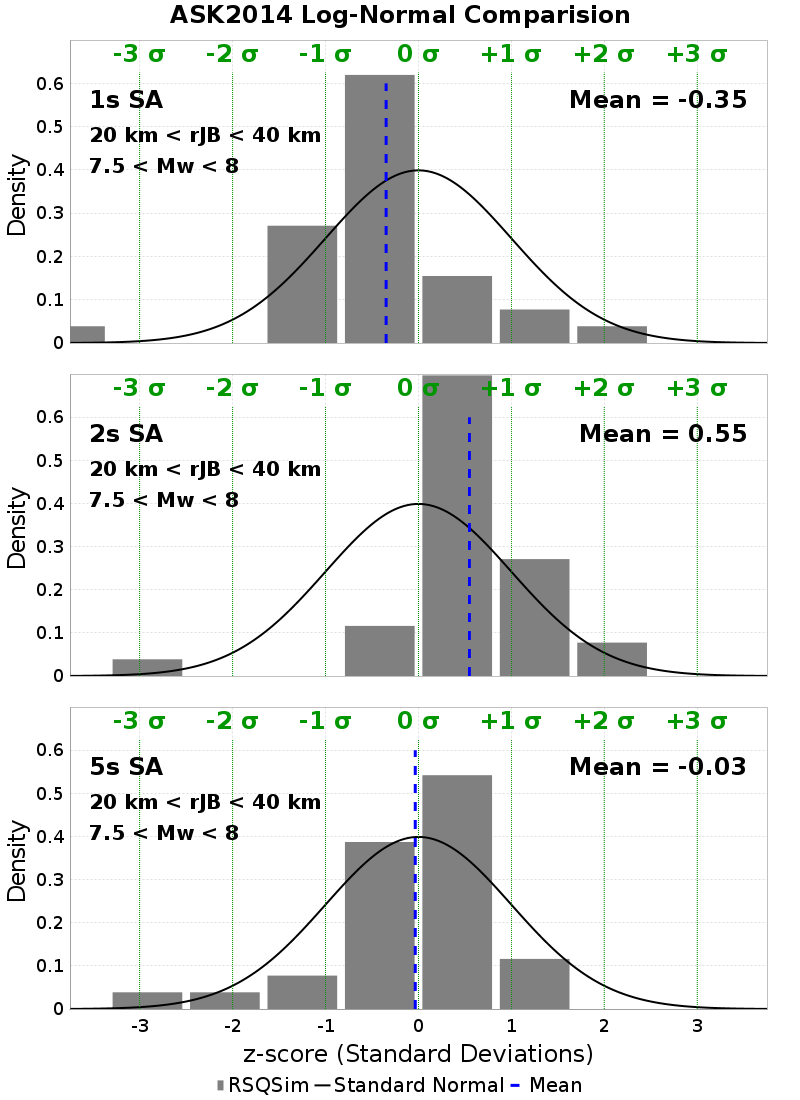 ASK2014 Log-Normal Comparision
-3 σ -2 σ -1 σ 0 σ +1 σ +2 σ +3 σ
1s SA
Mean = -0.35
20 km < rJB < 40 km
7.5 < Mw < 8
Density
0.6
0.5
0.4
0.3
0.2
0.1
0
-3 σ -2 σ -1 σ 0 σ +1 σ +2 σ +3 σ
2s SA
Mean = 0.55
20 km < rJB < 40 km
7.5 < Mw < 8
Density
0.6
0.5
0.4
0.3
0.2
0.1
0
-3 σ -2 σ -1 σ 0 σ +1 σ +2 σ +3 σ
5s SA
Mean = -0.03
20 km < rJB < 40 km
7.5 < Mw < 8
Density
0.6
0.5
0.4
0.3
0.2
0.1
0
-3 -2 -1 0 1 2 3
z-score (Standard Deviations)
RSQSim Standard Normal Mean